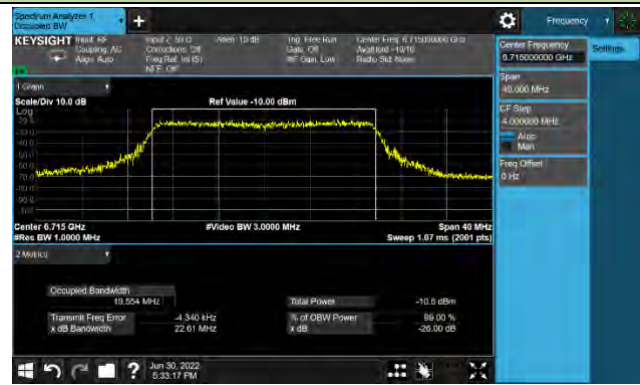 Spectrum Analyzer 1
Occupied BW
Frequency
KEYSIGHT Input: RF
Coupling: AC
Align: Auto
Input Z: 50 Ω
Corrections: Off
Freq Ref: Int (S)
NFE: Off
Atten: 10 dB
Trig: Free Run
Gate: Off
#IF Gain: Low
Center Freq: 6.715000000 GHz
Avg|Hold: >10/10
Radio Std: None
Center Frequency
6.715000000 GHz
Settings
Span
40.000 MHz
CF Step
4.000000 MHz
Auto
Man
Freq Offset
0 Hz
1 Graph
Scale/Div 10.0 dB
Ref Value -10.00 dBm
Log
Center 6.715 GHz
#Video BW 3.0000 MHz
Span 40 MHz
#Res BW 1.0000 MHz
Sweep 1.07 ms (2001 pts)
2 Metrics
Occupied Bandwidth
19.554 MHz
Total Power
-10.8 dBm
Transmit Freq Error
-4.340 kHz
% of OBW Power
99.00 %
x dB Bandwidth
22.61 MHz
x dB
-26.00 dB
Jun 30, 2022
5:33:17 PM